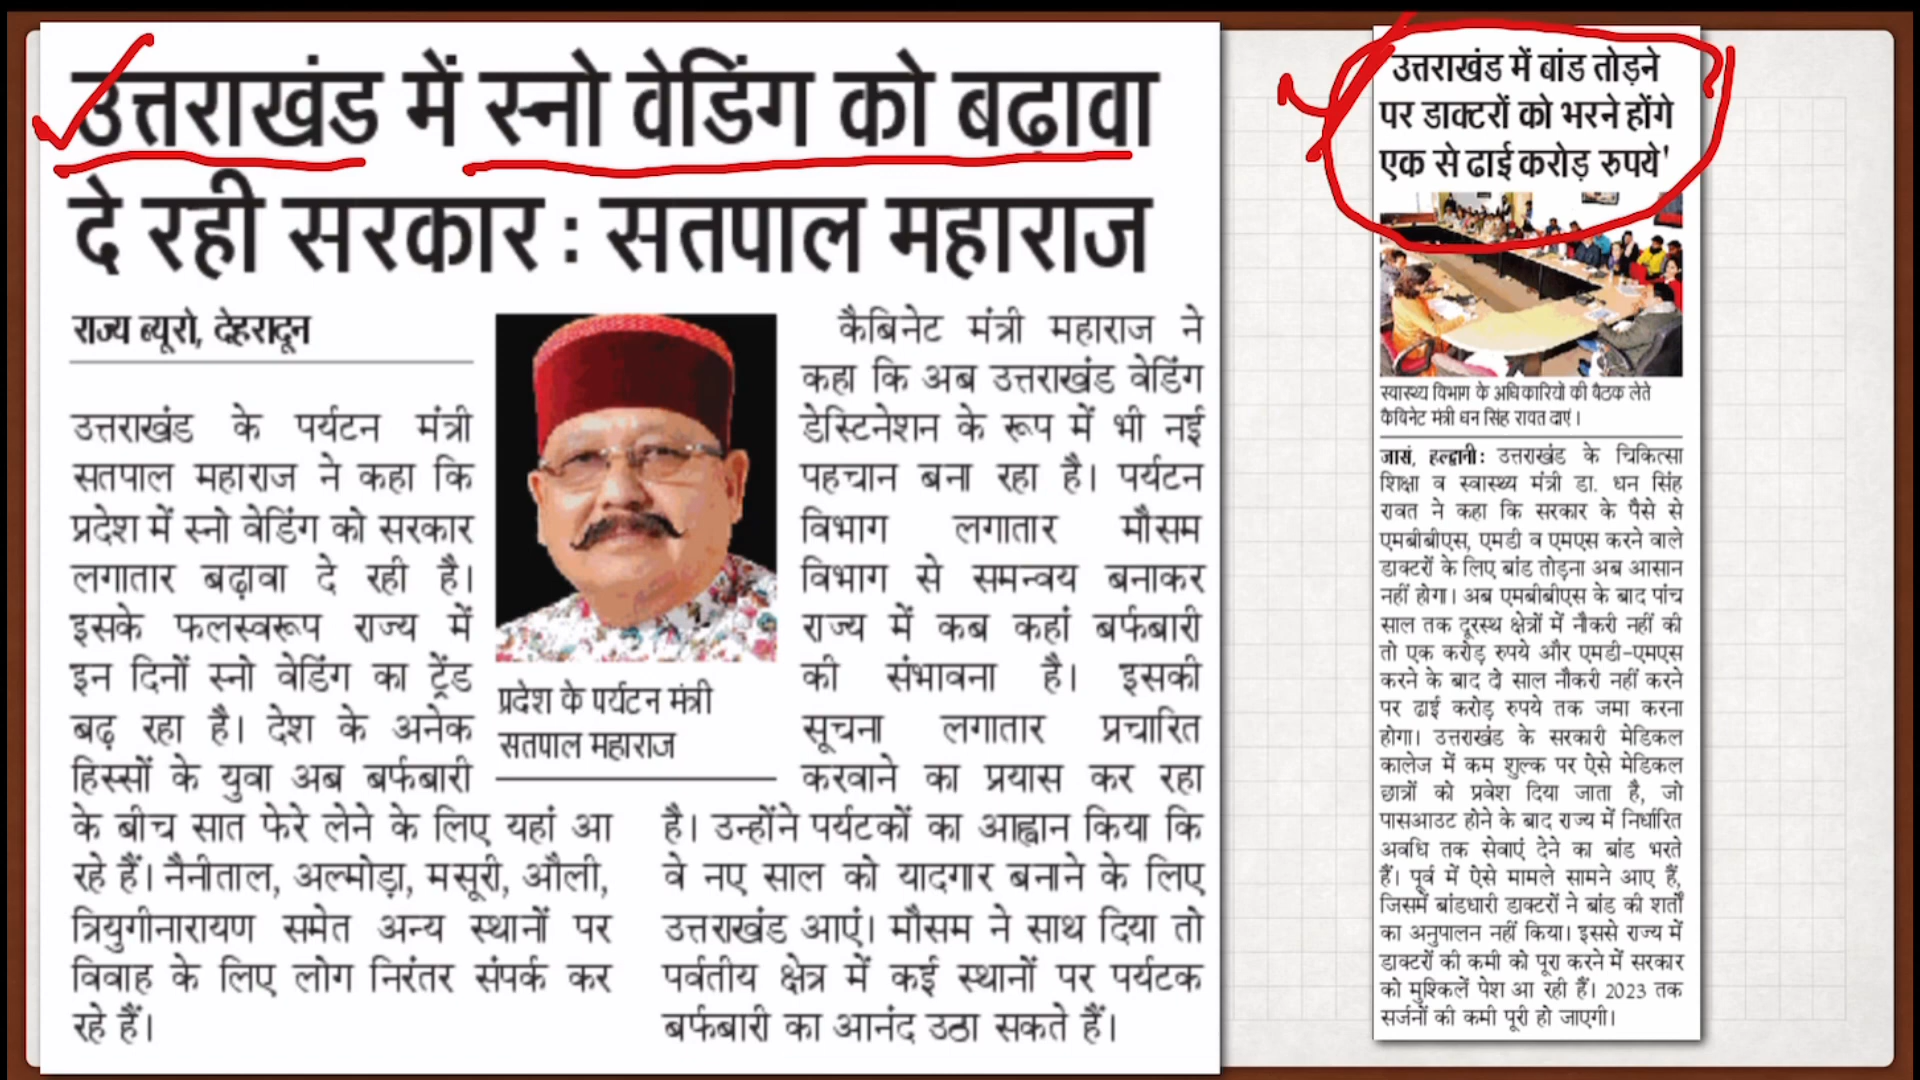 उत्तराखंड में स्नो वेडिंग को बढ़ावा
दे रही सरकार : सतपाल महाराज
राज्य ब्यूरो, देहरादून
उत्तराखंड के पर्यटन मंत्री
सतपाल महाराज ने कहा कि
प्रदेश में स्नो वेडिंग को सरकार
लगातार बढ़ावा दे रही है।
इसके फलस्वरूप राज्य में
इन दिनों स्नो वेडिंग का ट्रेंड
बढ़ रहा है। देश के अनेक
हिस्सों के युवा अब बर्फबारी
के बीच सात फेरे लेने के लिए यहां आ
रहे हैं। नैनीताल, अल्मोड़ा, मसूरी, औली,
त्रियुगीनारायण समेत अन्य स्थानों पर
विवाह के लिए लोग निरंतर संपर्क कर
रहे हैं।
प्रदेश के पर्यटन मंत्री
सतपाल महाराज
कैबिनेट मंत्री महाराज ने
कहा कि अब उत्तराखंड वेडिंग
डेस्टिनेशन के रूप में भी नई
पहचान बना रहा है। पर्यटन
विभाग लगातार मौसम
विभाग से समन्वय बनाकर
राज्य में कब कहां बर्फबारी
की संभावना है। इसकी
सूचना लगातार प्रचारित
करवाने का प्रयास कर रहा
है। उन्होंने पर्यटकों का आह्वान किया कि
वे नए साल को यादगार बनाने के लिए
उत्तराखंड आएं। मौसम ने साथ दिया तो
पर्वतीय क्षेत्र में कई स्थानों पर पर्यटक
बर्फबारी का आनंद उठा सकते हैं।
'उत्तराखंड में बांड तोड़ने
पर डाक्टरों को भरने होंगे
एक से ढाई करोड़ रुपये'
स्वास्थ्य विभाग के अधिकारियों की बैठक लेते
कैबिनेट मंत्री धन सिंह रावत दाएं।
जासं, हल्द्वानी: उत्तराखंड के चिकित्सा
शिक्षा व स्वास्थ्य मंत्री डा. धन सिंह
रावत ने कहा कि सरकार के पैसे से
एमबीबीएस, एमडी व एमएस करने वाले
डाक्टरों के लिए बांड तोड़ना अब आसान
नहीं होगा। अब एमबीबीएस के बाद पांच
साल तक दूरस्थ क्षेत्रों में नौकरी नहीं की
तो एक करोड़ रुपये और एमडी-एमएस
करने के बाद दो साल नौकरी नहीं करने
पर ढाई करोड़ रुपये तक जमा करना
होगा। उत्तराखंड के सरकारी मेडिकल
कालेज में कम शुल्क पर ऐसे मेडिकल
छात्रों को प्रवेश दिया जाता है, जो
पासआउट होने के बाद राज्य में निर्धारित
अवधि तक सेवाएं देने का बांड भरते
हैं। पूर्व में ऐसे मामले सामने आए हैं,
जिसमें बांडधारी डाक्टरों ने बांड की शर्तों
का अनुपालन नहीं किया। इससे राज्य में
डाक्टरों की कमी को पूरा करने में सरकार
को मुश्किलें पेश आ रही हैं। 2023 तक
सर्जनों की कमी पूरी हो जाएगी।